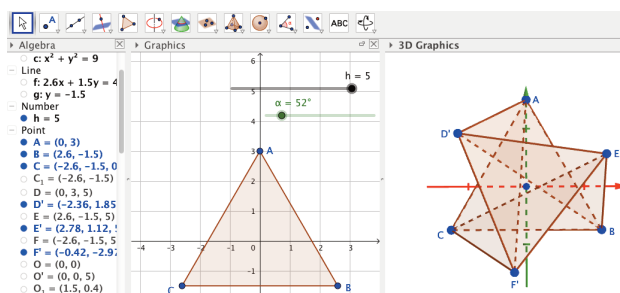 ABC
Algebra
Graphics
3D Graphics
c: x² + y² = 9
Line
f: 2.6x + 1.5y = 4
g: y = −1.5
Number
h = 5
Point
A = (0, 3)
B = (2.6, −1.5)
C = (−2.6, −1.5, 0
C₁ = (−2.6, −1.5)
D = (0, 3, 5)
D' = (−2.36, 1.85
E = (2.6, −1.5, 5)
E' = (2.78, 1.12,
F = (−2.6, −1.5, 5
F' = (−0.42, −2.97
O = (0, 0)
O' = (0, 0, 5)
O₁ = (1.5, 0.4)
h = 5
α = 52°
6
5
4
3
2
1
0
−1
−4 −3 −2 −1 0 1 2 3
A
B
C
A
D'
E
C
B
F'